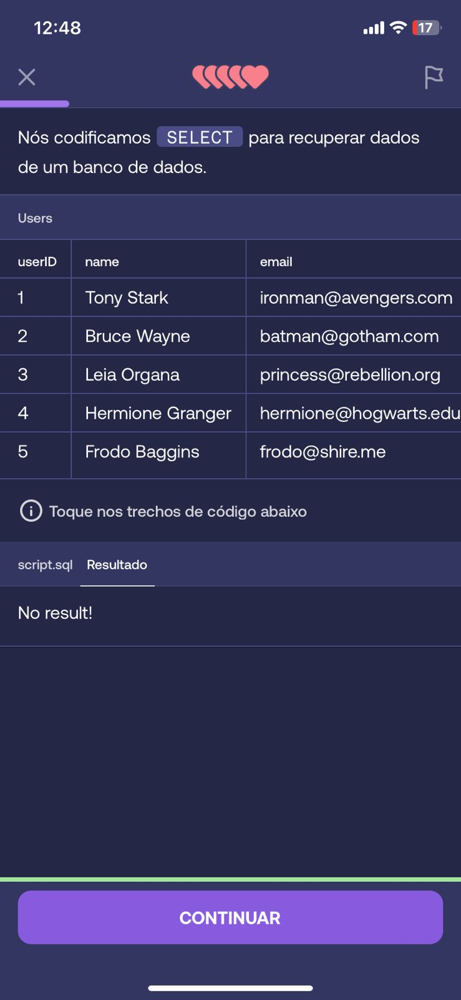 12:48
17
Nós codificamos SELECT para recuperar dados
de um banco de dados.
Users
userID name email
1 Tony Stark ironman@avengers.com
2 Bruce Wayne batman@gotham.com
3 Leia Organa princess@rebellion.org
4 Hermione Granger hermione@hogwarts.edu
5 Frodo Baggins frodo@shire.me
Toque nos trechos de código abaixo
script.sql Resultado
No result!
CONTINUAR